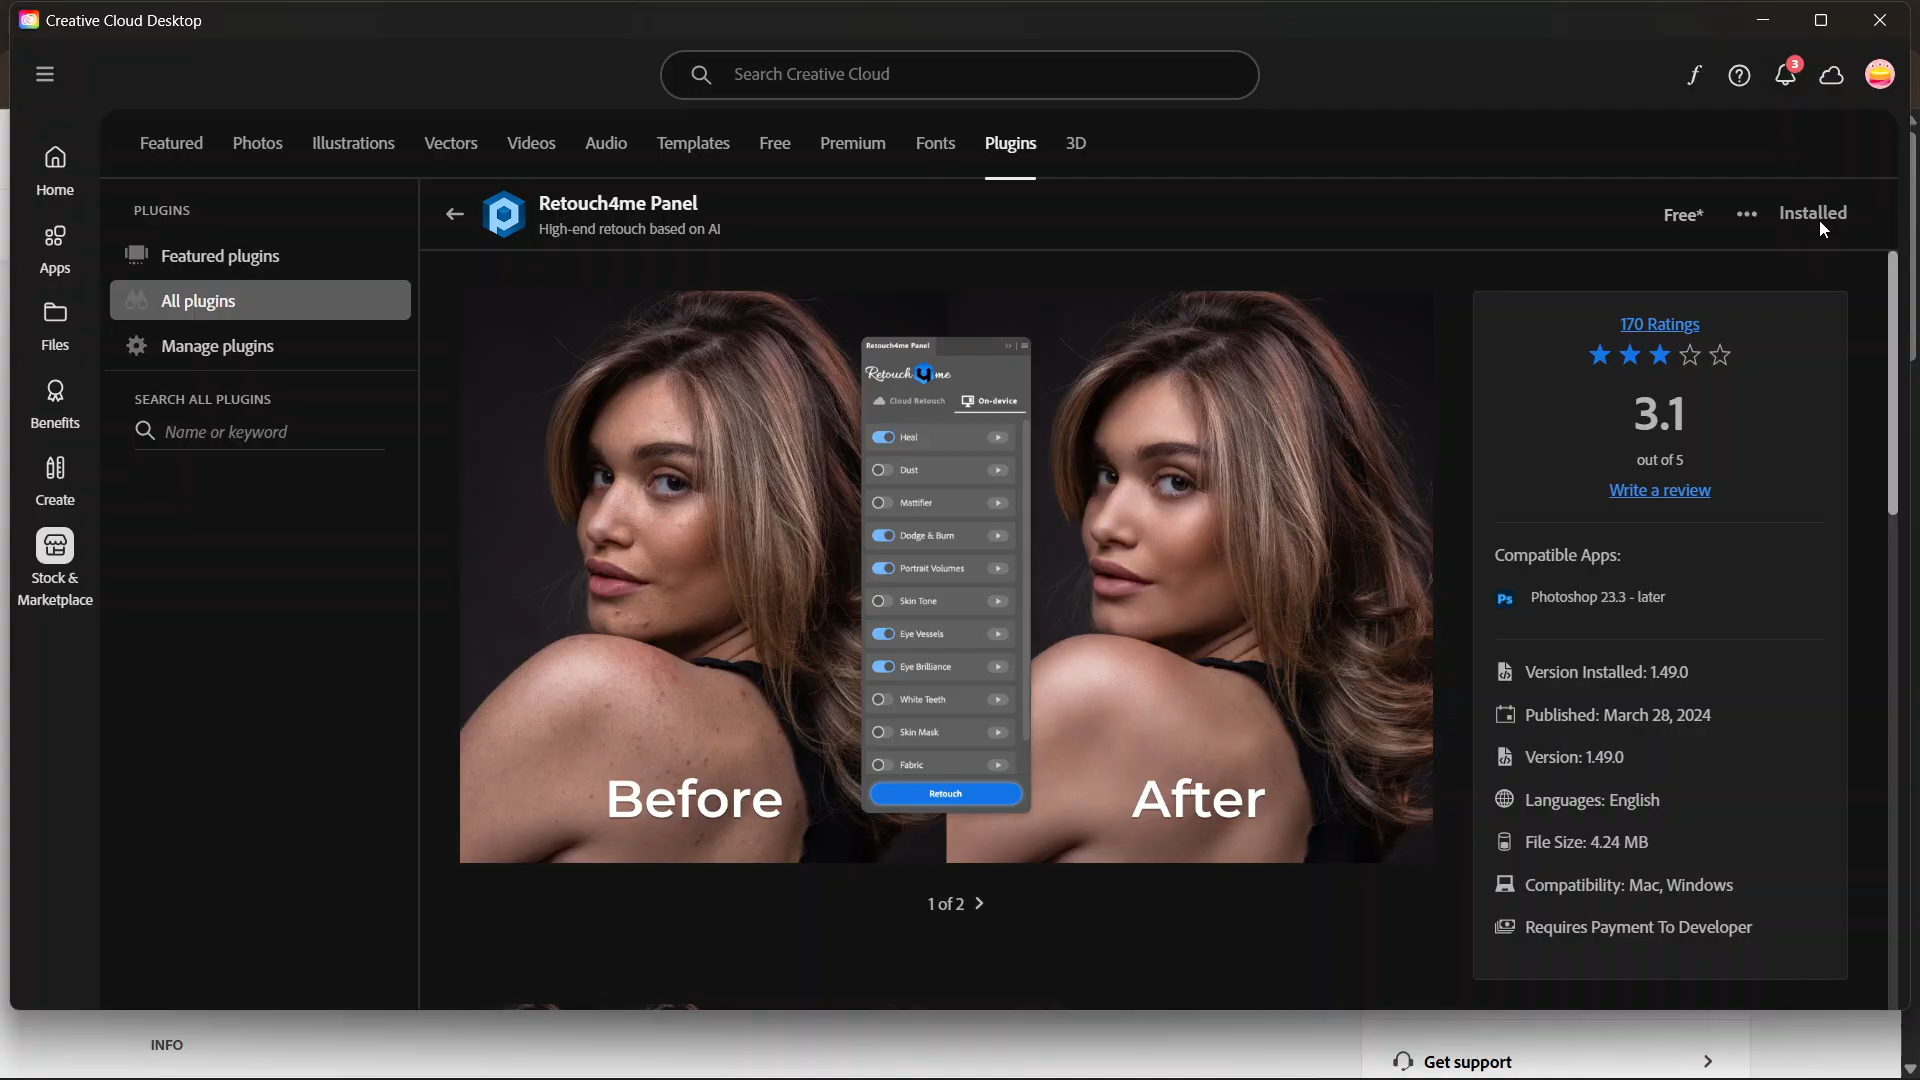 Creative Cloud Desktop
Search Creative Cloud
3
Featured Photos Illustrations Vectors Videos Audio Templates Free Premium Fonts Plugins 3D
Home
Apps
Files
Benefits
Create
Stock &
Marketplace
PLUGINS
Featured plugins
All plugins
Manage plugins
SEARCH ALL PLUGINS
Name or keyword
Retouch4me Panel
High-end retouch based on AI
Free*
Installed
Retouch4me Panel
Retouch4me
Cloud Retouch On-device
Heal
Dust
Mattifier
Dodge & Burn
Portrait Volumes
Skin Tone
Eye Vessels
Eye Brilliance
White Teeth
Skin Mask
Fabric
Retouch
Before
After
1 of 2
170 Ratings
3.1
out of 5
Write a review
Compatible Apps:
Ps Photoshop 23.3 - later
Version Installed: 1.49.0
Published: March 28, 2024
Version: 1.49.0
Languages: English
File Size: 4.24 MB
Compatibility: Mac, Windows
Requires Payment To Developer
INFO
Get support